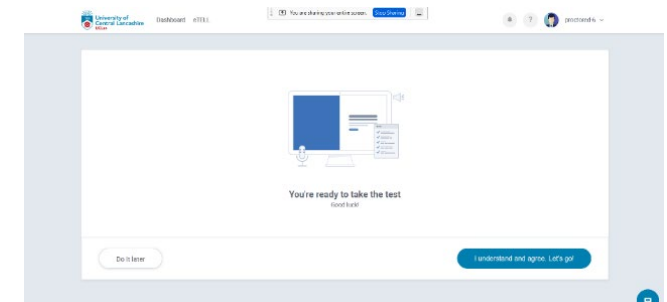 University of
Central Lancashire
Dashboard
You are sharing your entire screen.
Stop Sharing
?
You're ready to take the test
Good luck!
Do it later
I understand and agree. Let's go!